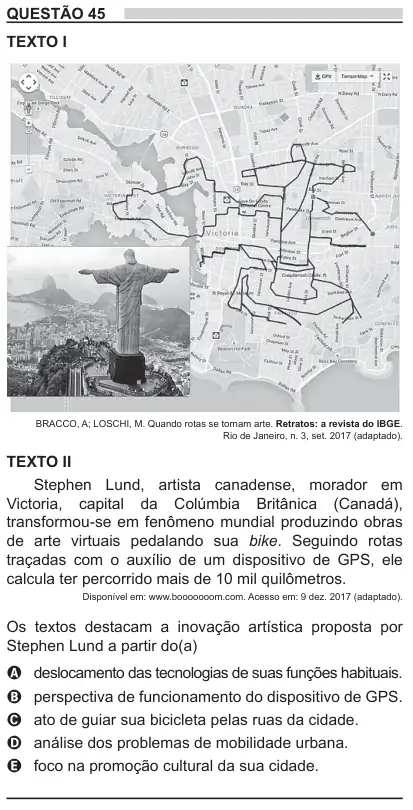 QUESTÃO 45
TEXTO I
GPX
Terrain Map
Victoria
BRACCO, A; LOSCHI, M. Quando rotas se tornam arte. Retratos: a revista do IBGE.
Rio de Janeiro, n. 3, set. 2017 (adaptado).
TEXTO II
Stephen Lund, artista canadense, morador em
Victoria, capital da Colúmbia Britânica (Canadá),
transformou-se em fenômeno mundial produzindo obras
de arte virtuais pedalando sua bike. Seguindo rotas
traçadas com o auxílio de um dispositivo de GPS, ele
calcula ter percorrido mais de 10 mil quilômetros.
Disponível em: www.booooooom.com. Acesso em: 9 dez. 2017 (adaptado).
Os textos destacam a inovação artística proposta por
Stephen Lund a partir do(a)
A deslocamento das tecnologias de suas funções habituais.
B perspectiva de funcionamento do dispositivo de GPS.
C ato de guiar sua bicicleta pelas ruas da cidade.
D análise dos problemas de mobilidade urbana.
E foco na promoção cultural da sua cidade.